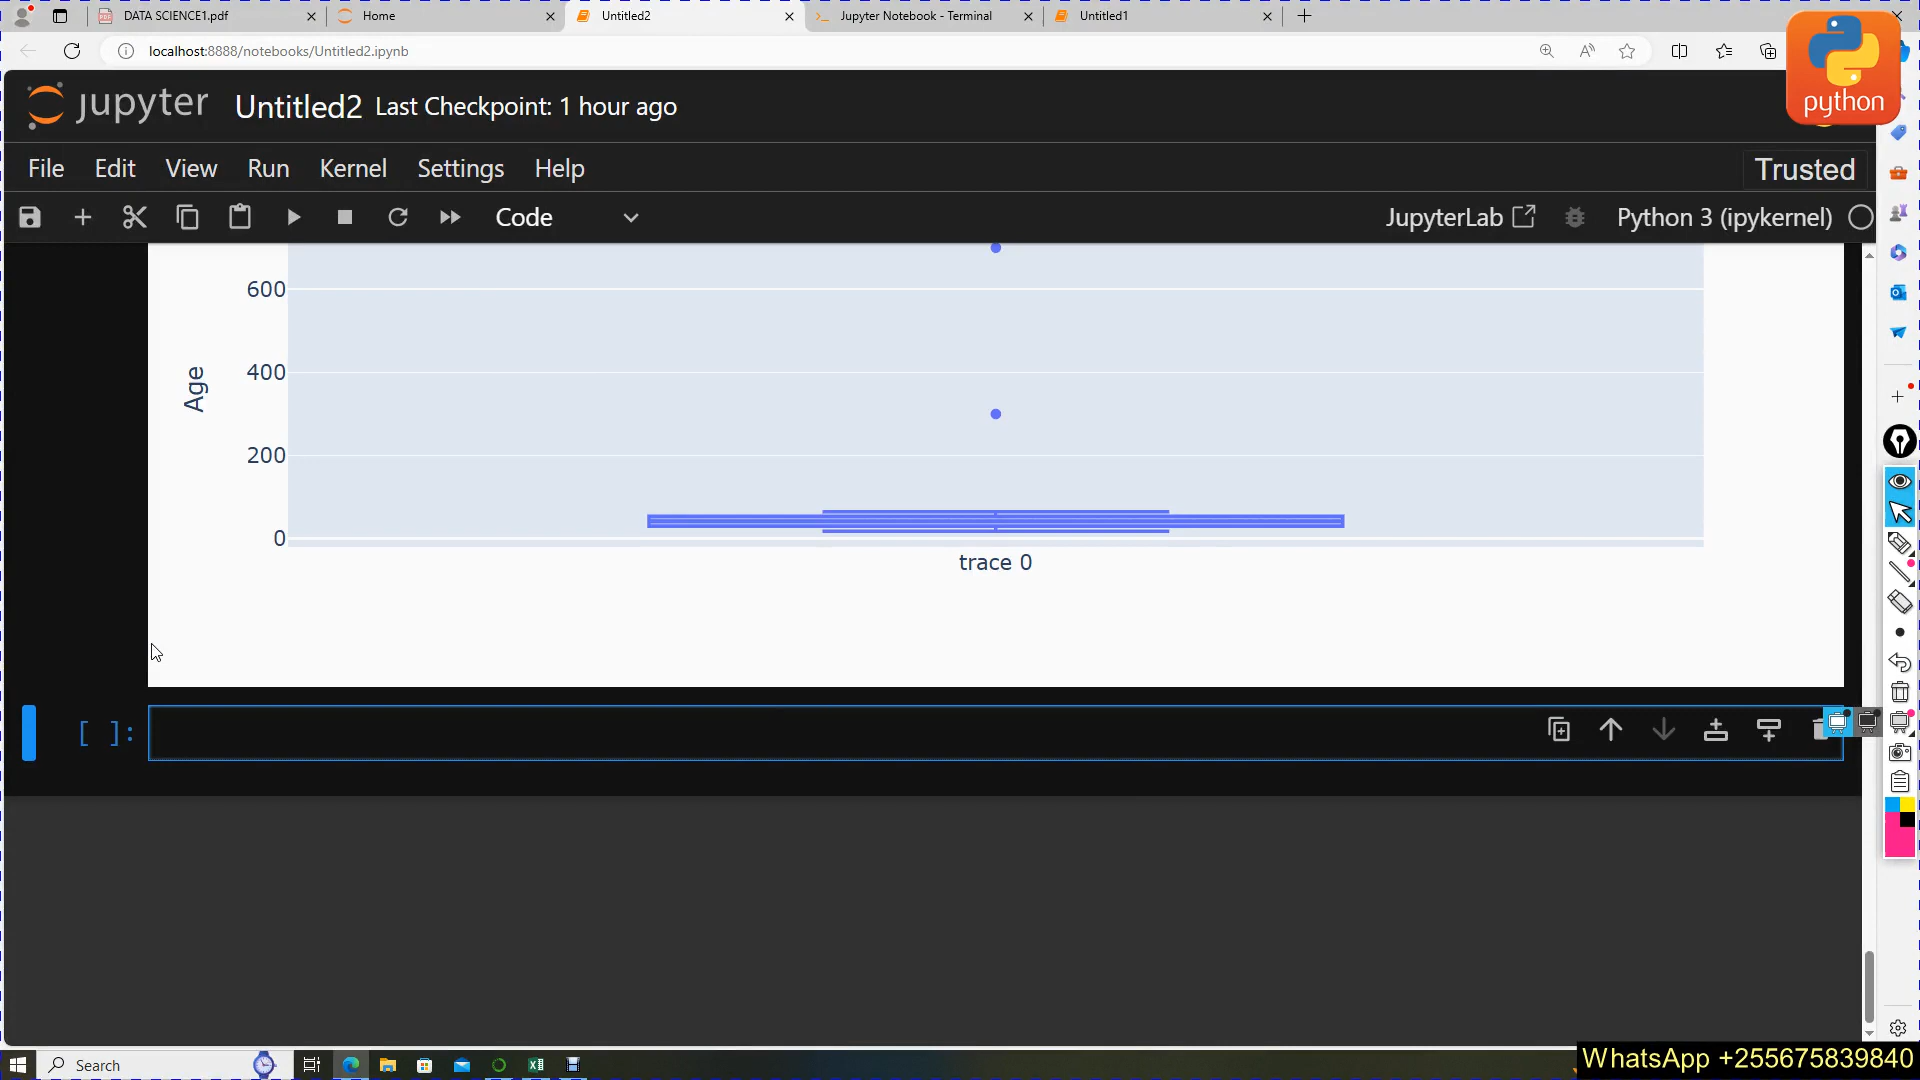 DATA SCIENCE1.pdf
Home
Untitled2
Jupyter Notebook - Terminal
Untitled1
localhost:8888/notebooks/Untitled2.ipynb
python
jupyter Untitled2 Last Checkpoint: 1 hour ago
File Edit View Run Kernel Settings Help
Trusted
Code
JupyterLab
Python 3 (ipykernel)
600
400
200
0
Age
trace 0
[ ]:
Search
WhatsApp +255675839840